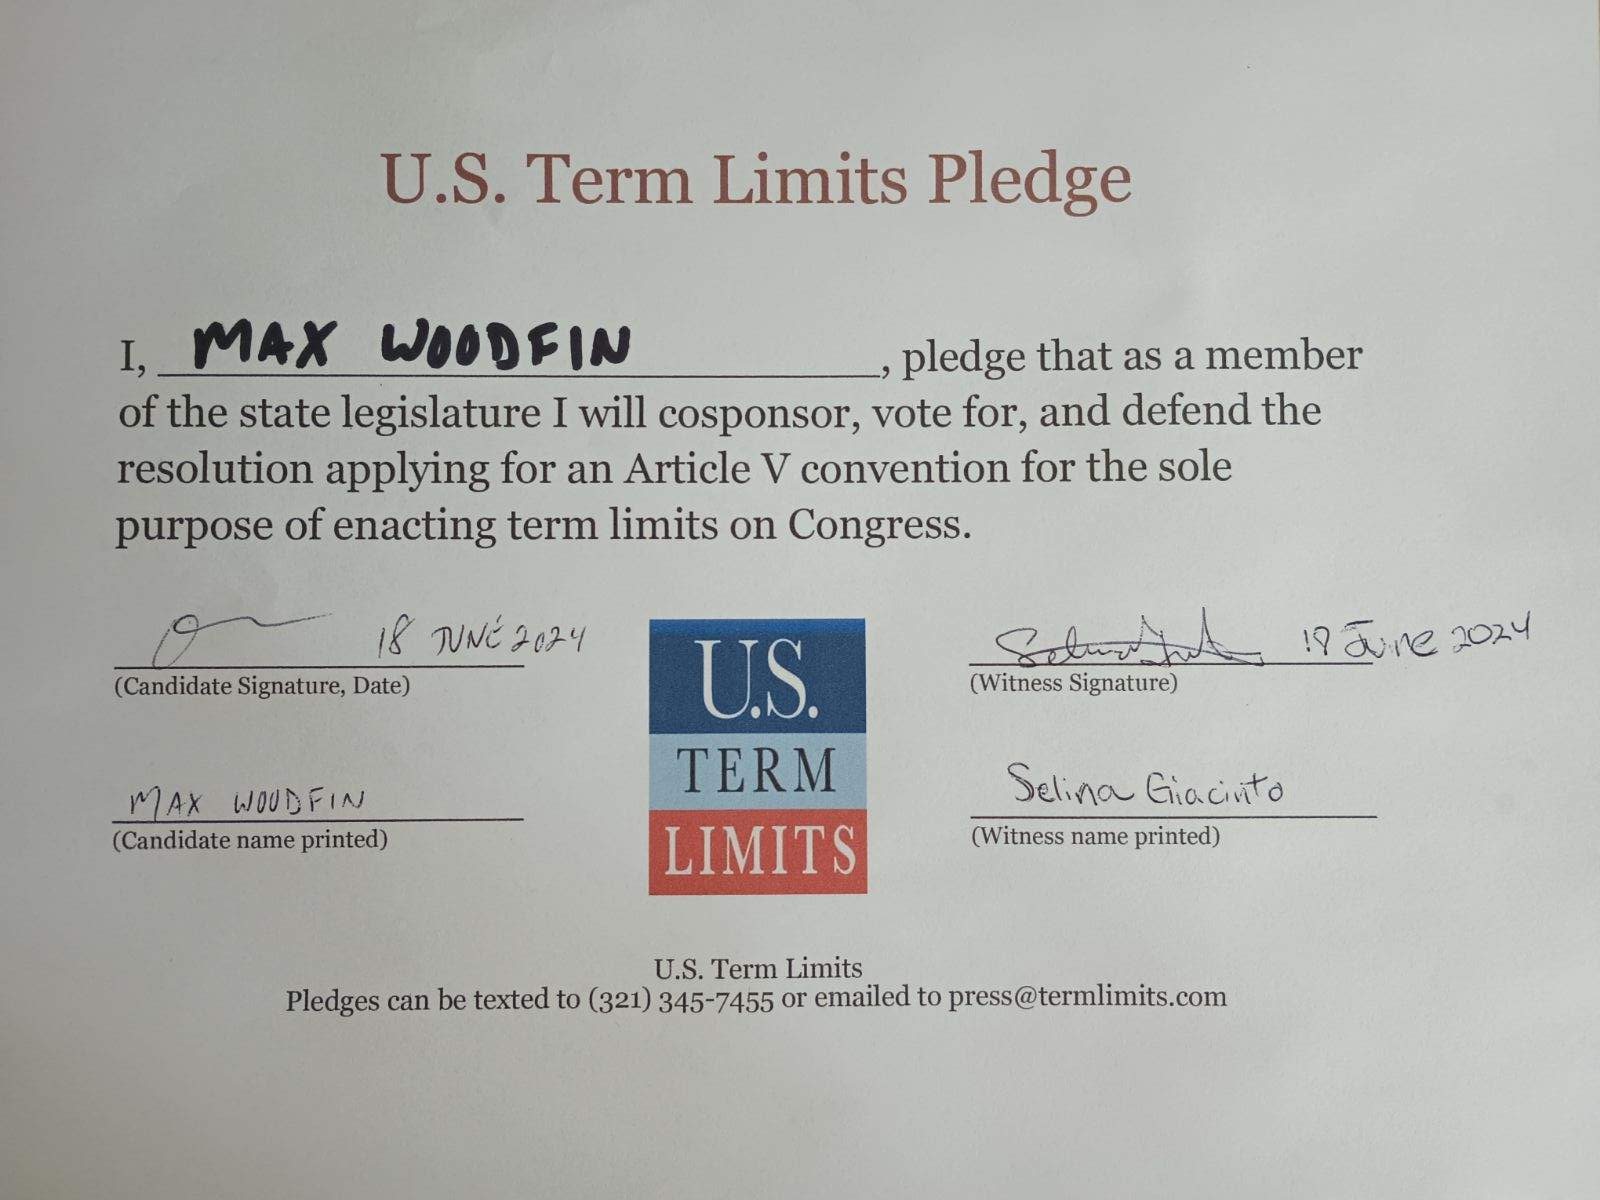 U.S. Term Limits Pledge
I, MAX WOODFIN, pledge that as a member
of the state legislature I will cosponsor, vote for, and defend the
resolution applying for an Article V convention for the sole
purpose of enacting term limits on Congress.
18 JUNE 2024
(Candidate Signature, Date)
MAX WOODFIN
(Candidate name printed)
U.S.
TERM
LIMITS
June 2024
(Witness Signature)
Selina Giacinto
(Witness name printed)
U.S. Term Limits
Pledges can be texted to (321) 345-7455 or emailed to press@termlimits.com